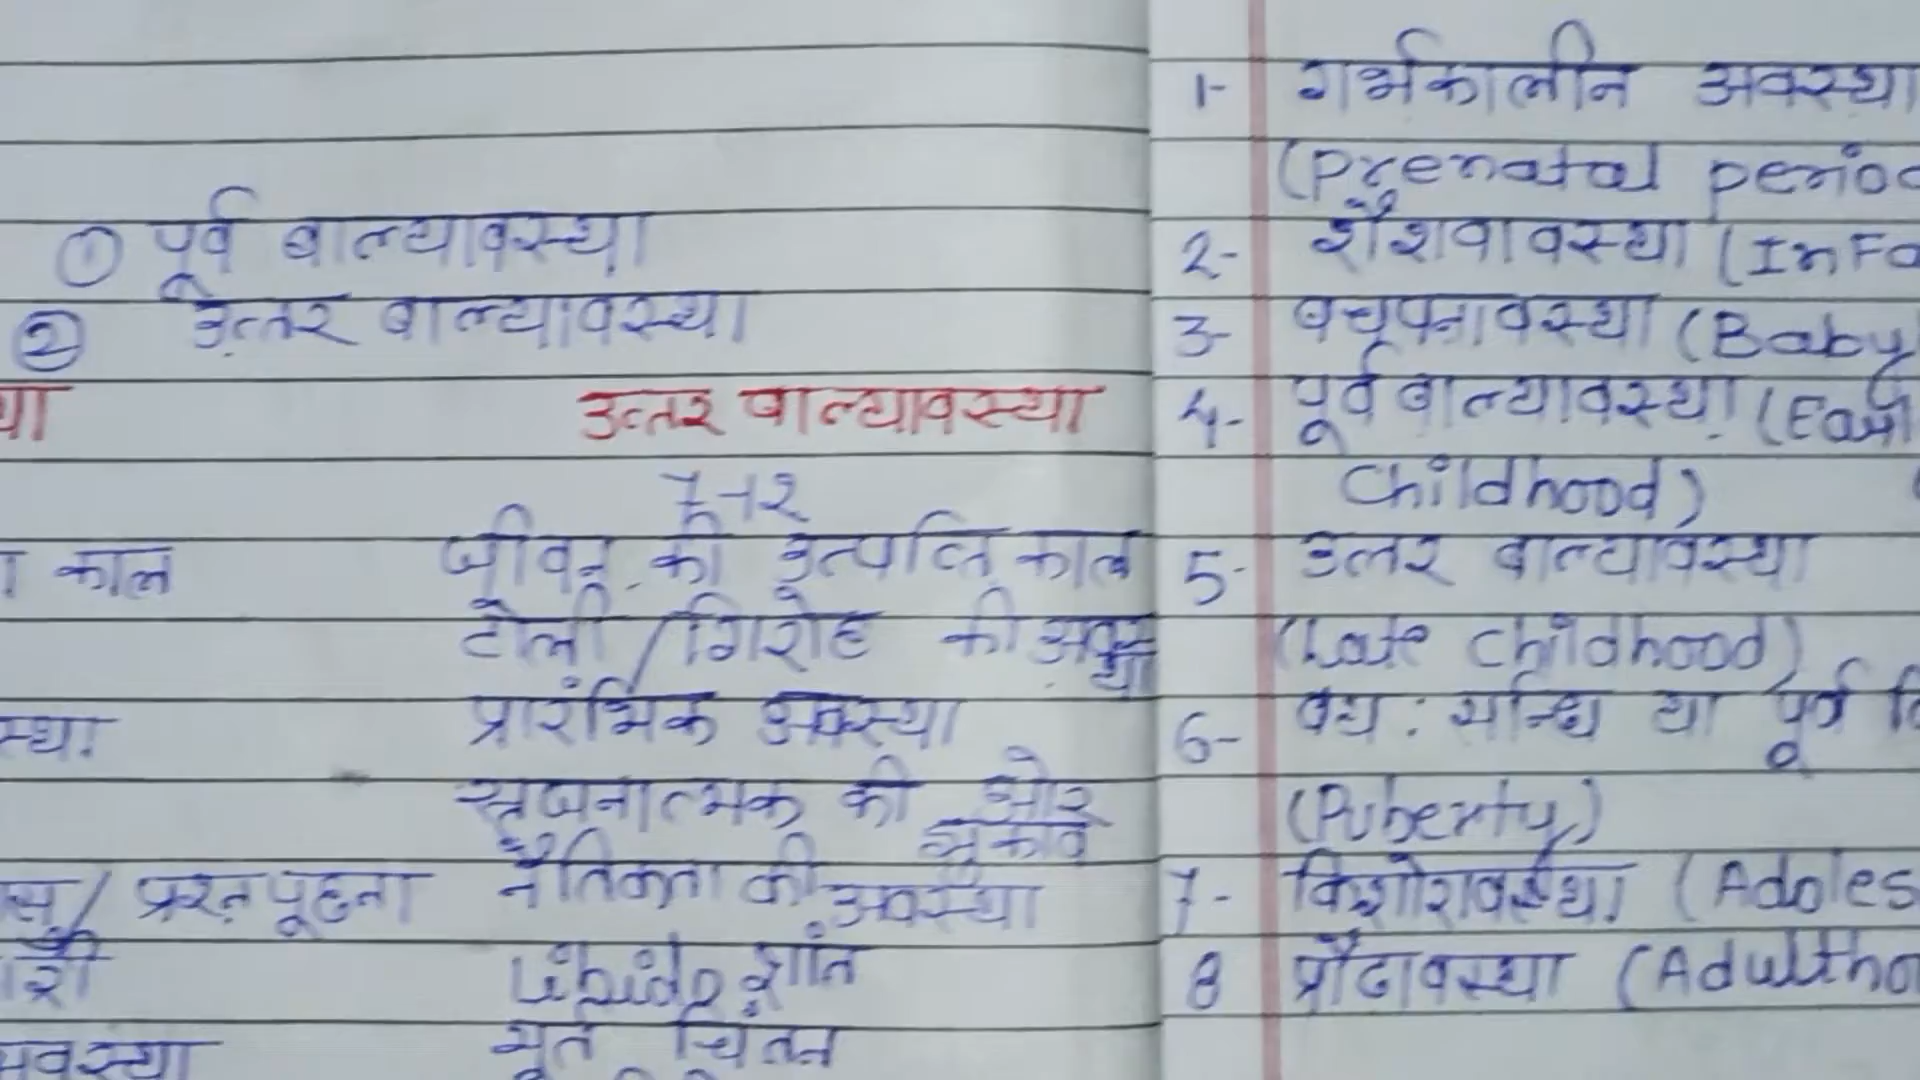 ① पूर्व बाल्यावस्था
② उत्तर बाल्यावस्था
था उत्तर बाल्यावस्था
7-12
काल जीवन की उत्पत्ति काल
टोली/गिरोह की अवस्था
स्था प्रारंभिक अवस्था
सृजनात्मक की ओर झुकाव
प्रश्न पूछना नैतिकता की अवस्था
Libido शांत
अवस्था मूर्त चिंतन
1- गर्भकालीन अवस्था
(Prenatal perio
2- शैशवावस्था (InFa
3- बचपनावस्था (Baby
4- पूर्व बाल्यावस्था (Earl
Childhood)
5- उत्तर बाल्यावस्था
(Late Childhood)
6- वय: सन्धि या पूर्व कि
(Puberty)
7- किशोरावस्था (Adoles
8 प्रौढावस्था (Adultho